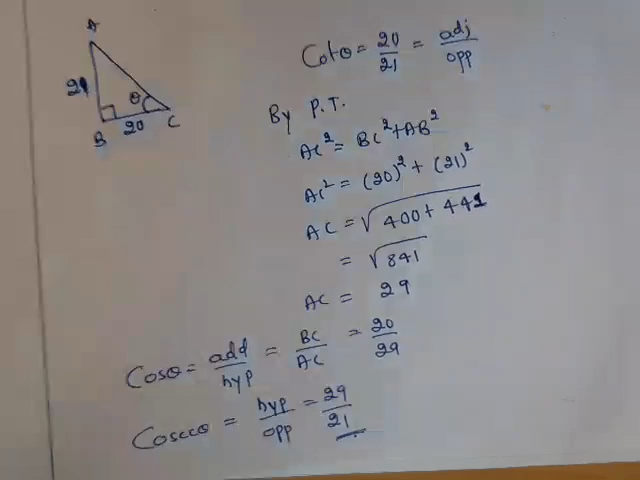 A
21
θ
B
20
C
Cotθ = 20/21 = adj/opp
By P.T.
AC² = BC² + AB²
AC² = (20)² + (21)²
AC = √400 + 441
= √841
AC = 29
Cosθ = add/hyp = BC/AC = 20/29
Cosecθ = hyp/opp = 29/21